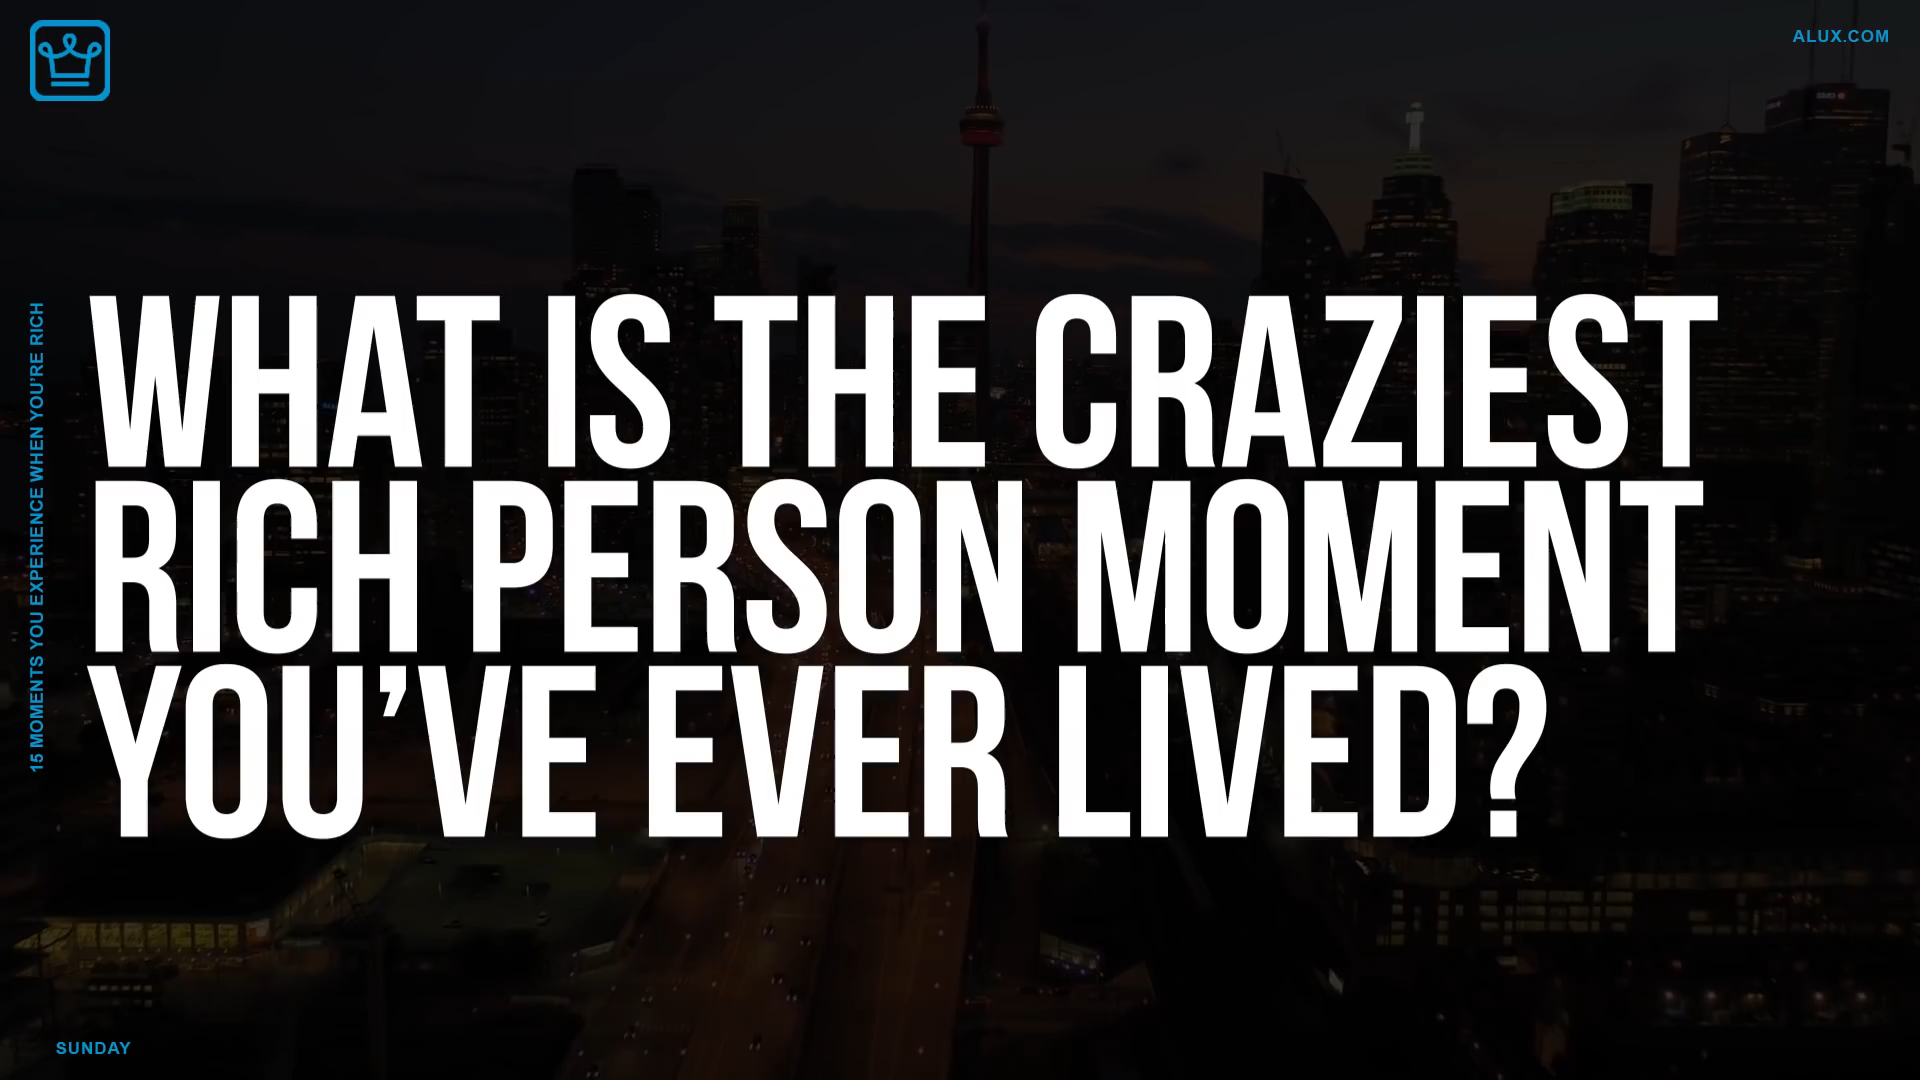 ALUX.COM
15 MOMENTS YOU EXPERIENCE WHEN YOU'RE RICH
WHAT IS THE CRAZIEST
RICH PERSON MOMENT
YOU’VE EVER LIVED?
SUNDAY